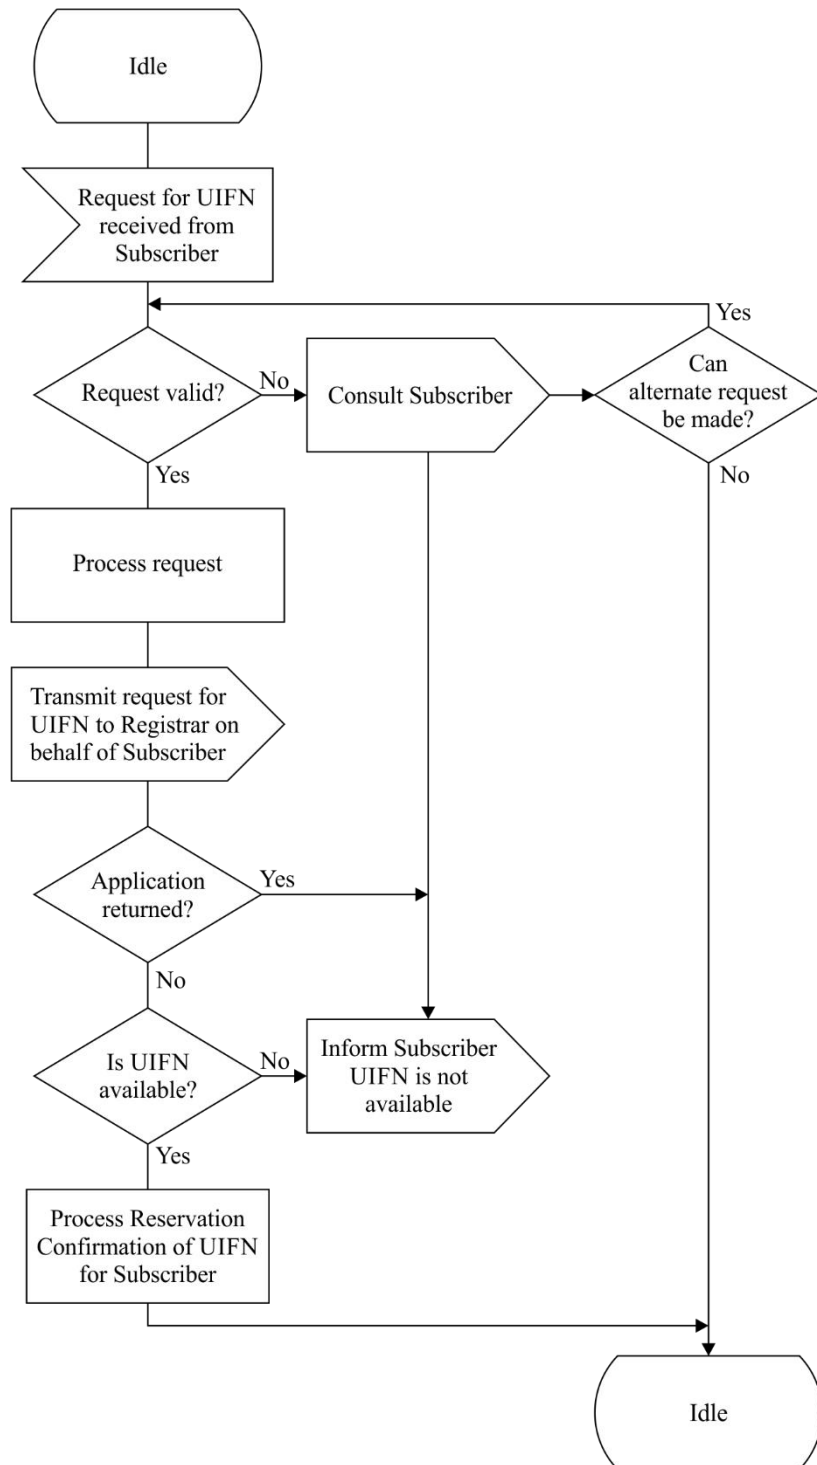 Idle
Request for UIFN
received from
Subscriber
Yes
Request valid?
No
Consult Subscriber
Can
alternate request
be made?
Yes
No
Process request
Transmit request for
UIFN to Registrar on
behalf of Subscriber
Application
returned?
Yes
No
Is UIFN
available?
No
Inform Subscriber
UIFN is not
available
Yes
Process Reservation
Confirmation of UIFN
for Subscriber
Idle